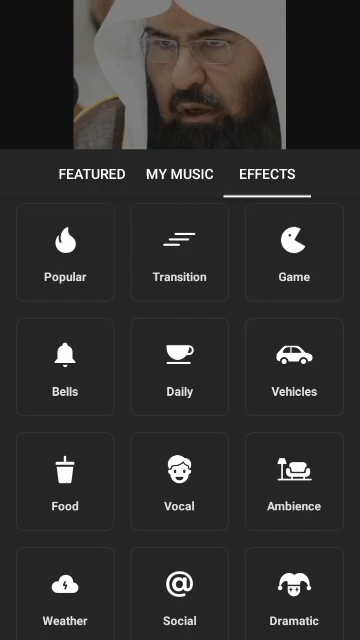 FEATURED MY MUSIC EFFECTS
Popular Transition Game
Bells Daily Vehicles
Food Vocal Ambience
Weather Social Dramatic